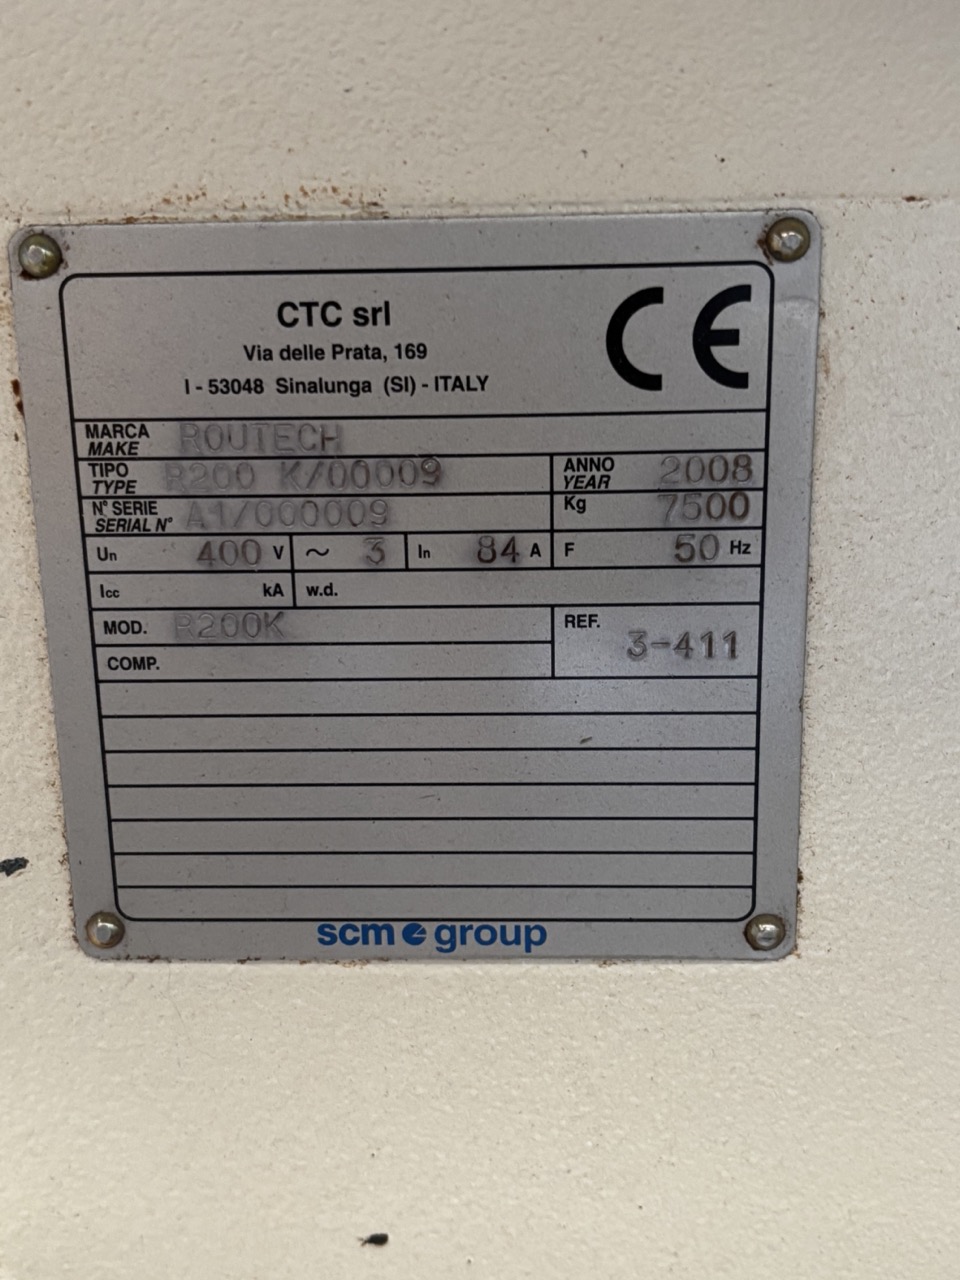 CTC srl
Via delle Prata, 169
I - 53048 Sinalunga (SI) - ITALY
CE
MARCA
MAKE
ROUTECH
TIPO
TYPE
R200 K/00009
ANNO
YEAR
2008
N° SERIE
SERIAL N°
A1/000009
Kg 7500
Un 400 V ~ 3 In 84 A F 50 Hz
Icc kA w.d.
MOD. R200K
REF.
3-411
COMP.
scm group